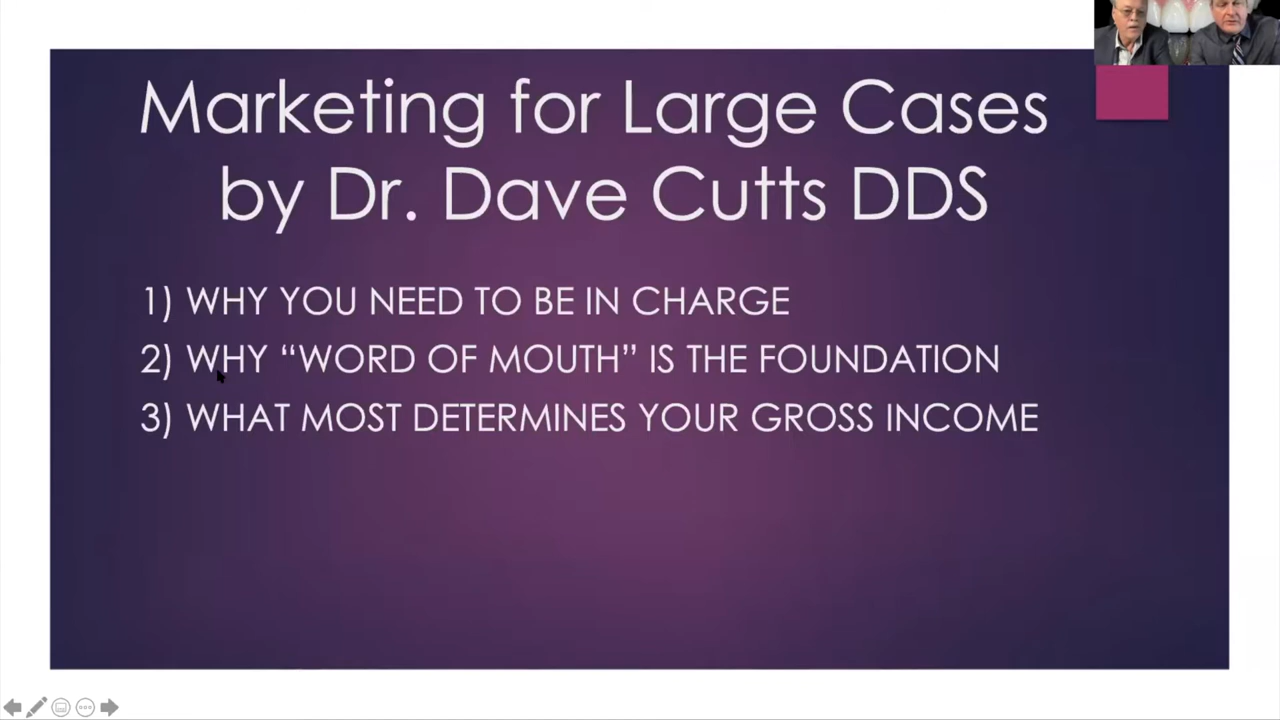 Marketing for Large Cases
by Dr. Dave Cutts DDS
1) WHY YOU NEED TO BE IN CHARGE
2) WHY “WORD OF MOUTH” IS THE FOUNDATION
3) WHAT MOST DETERMINES YOUR GROSS INCOME